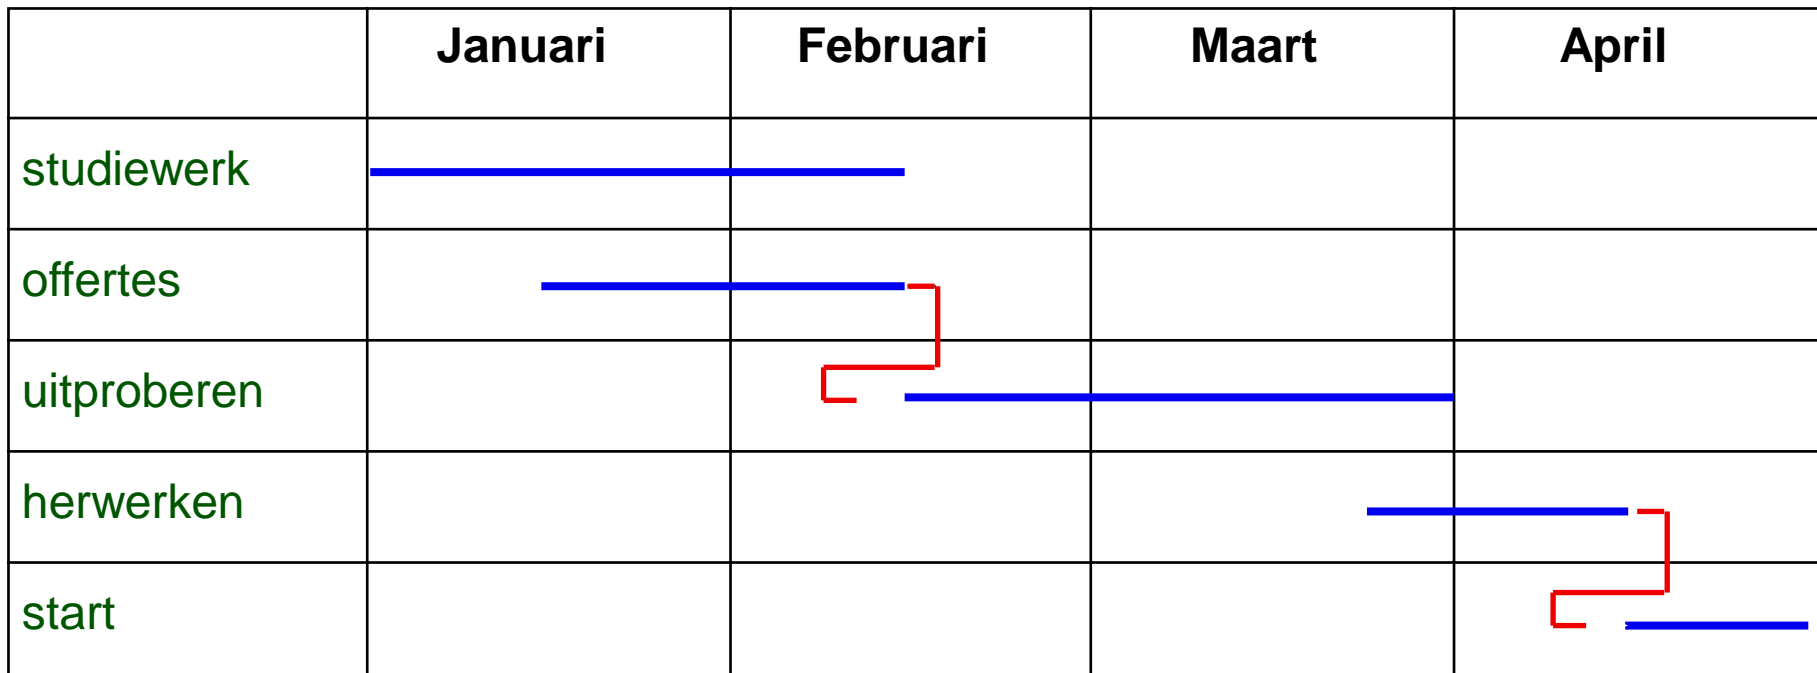 Januari Februari Maart April
studiewerk
offertes
uitproberen
herwerken
start